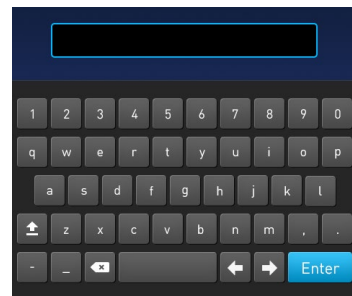 1 2 3 4 5 6 7 8 9 0
q w e r t y u i o p
a s d f g h j k l
z x c v b n m , .
- _ Enter